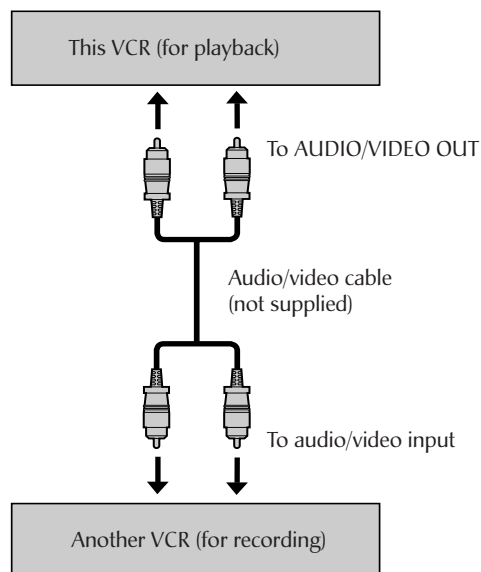 This VCR (for playback)
To AUDIO/VIDEO OUT
Audio/video cable
(not supplied)
To audio/video input
Another VCR (for recording)